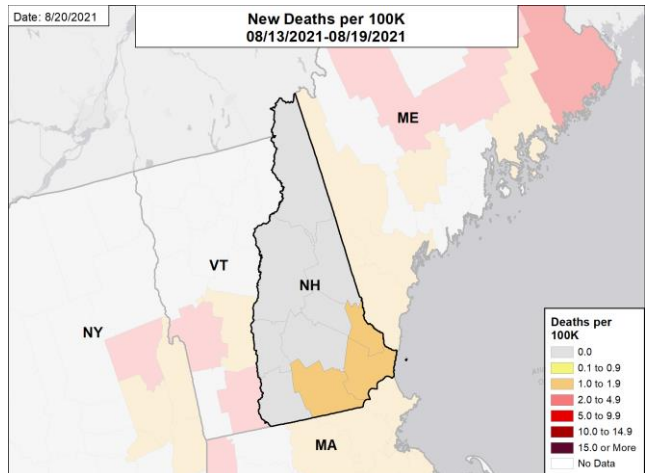 Date: 8/20/2021
New Deaths per 100K
08/13/2021-08/19/2021
ME
VT
NH
NY
MA
Deaths per
100K
0.0
0.1 to 0.9
1.0 to 1.9
2.0 to 4.9
5.0 to 9.9
10.0 to 14.9
15.0 or More
No Data